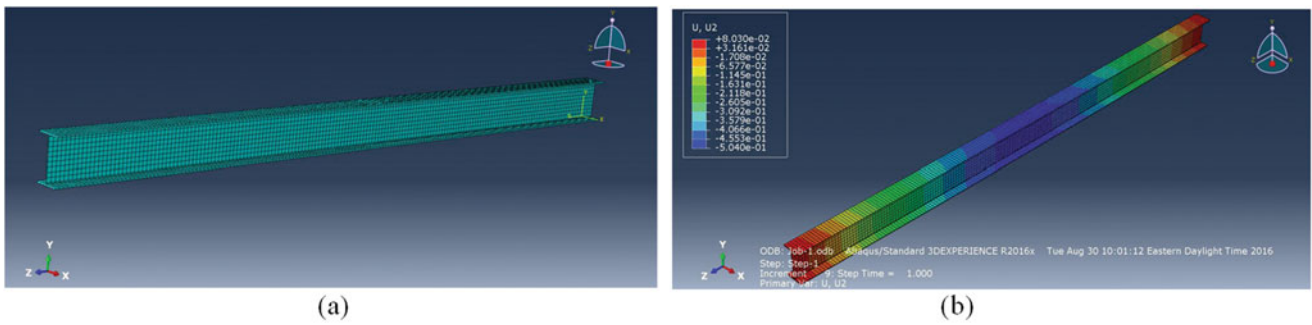 Y
Z
X
Y
Z
X
(a)
U, U2
+8.030e-02
+3.161e-02
-1.708e-02
-6.577e-02
-1.145e-01
-1.631e-01
-2.118e-01
-2.605e-01
-3.092e-01
-3.579e-01
-4.066e-01
-4.553e-01
-5.040e-01
Y
Z
X
Y
Z
X
ODB: Job-1.odb Abaqus/Standard 3DEXPERIENCE R2016x Tue Aug 30 10:01:12 Eastern Daylight Time 2016
Step: Step-1
Increment 9: Step Time = 1.000
Primary Var: U, U2
(b)